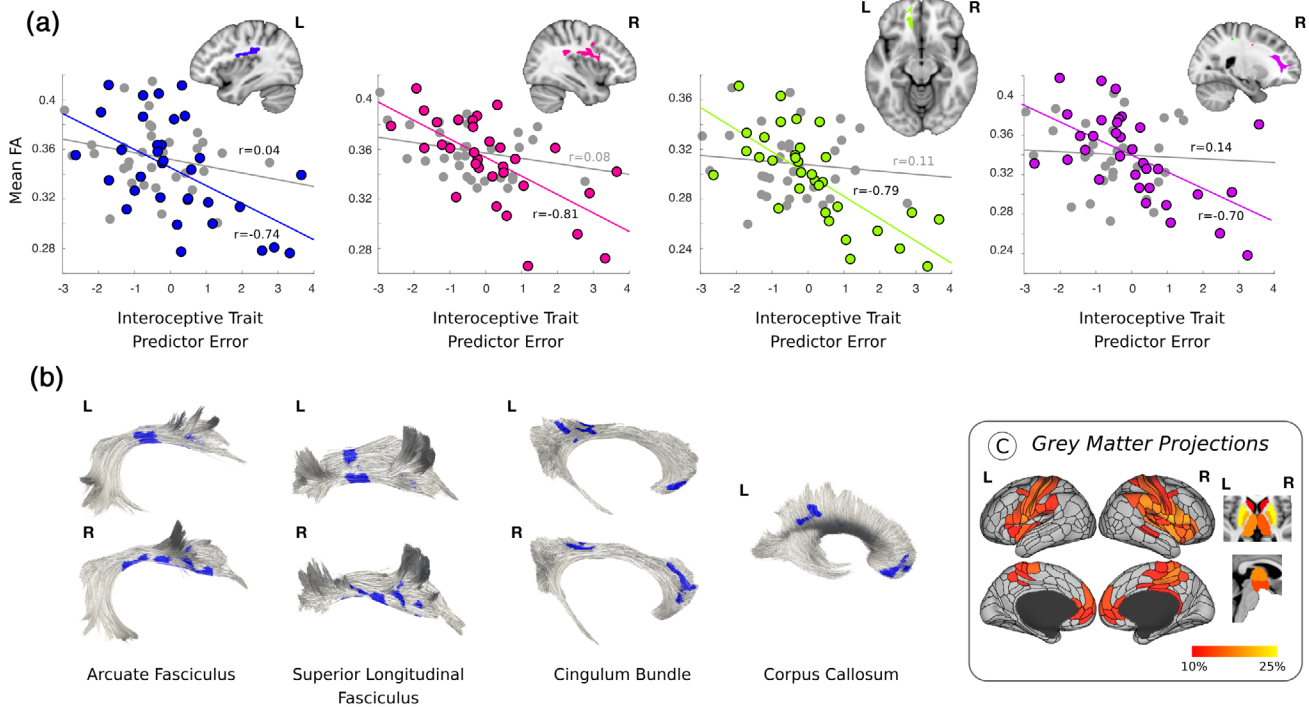 (a)
L
R
L
R
R
Mean FA
0.4
0.36
0.32
0.28
r=0.04
r=-0.74
-3 -2 -1 0 1 2 3 4
Interoceptive Trait
Predictor Error
0.4
0.36
0.32
0.28
r=0.08
r=-0.81
-3 -2 -1 0 1 2 3 4
Interoceptive Trait
Predictor Error
0.36
0.32
0.28
0.24
r=0.11
r=-0.79
-3 -2 -1 0 1 2 3 4
Interoceptive Trait
Predictor Error
0.4
0.36
0.32
0.28
0.24
r=0.14
r=-0.70
-3 -2 -1 0 1 2 3 4
Interoceptive Trait
Predictor Error
(b)
L
L
L
L
R
R
R
Arcuate Fasciculus
Superior Longitudinal
Fasciculus
Cingulum Bundle
Corpus Callosum
C Grey Matter Projections
L R L R
10% 25%